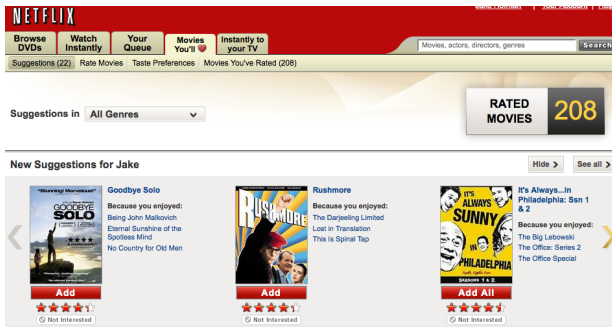 NETFLIX
Your Account
Browse DVDs
Watch Instantly
Your Queue
Movies You'll
Instantly to your TV
Movies, actors, directors, genres
Search
Suggestions (22) Rate Movies Taste Preferences Movies You've Rated (208)
Suggestions in All Genres
RATED MOVIES 208
New Suggestions for Jake
Hide
See all
"Stunning! Marvelous!"
GOODBYE
SOLO
Add
Not Interested
Goodbye Solo
Because you enjoyed:
Being John Malkovich
Eternal Sunshine of the
Spotless Mind
No Country for Old Men
RUSHMORE
Add
Not Interested
Rushmore
Because you enjoyed:
The Darjeeling Limited
Lost in Translation
This Is Spinal Tap
IT'S
ALWAYS
SUNNY
IN
PHILADELPHIA
SEASONS 1 & 2
Add All
Not Interested
It's Always...in
Philadelphia: Ssn 1
& 2
Because you enjoyed:
The Big Lebowski
The Office: Series 2
The Office Special